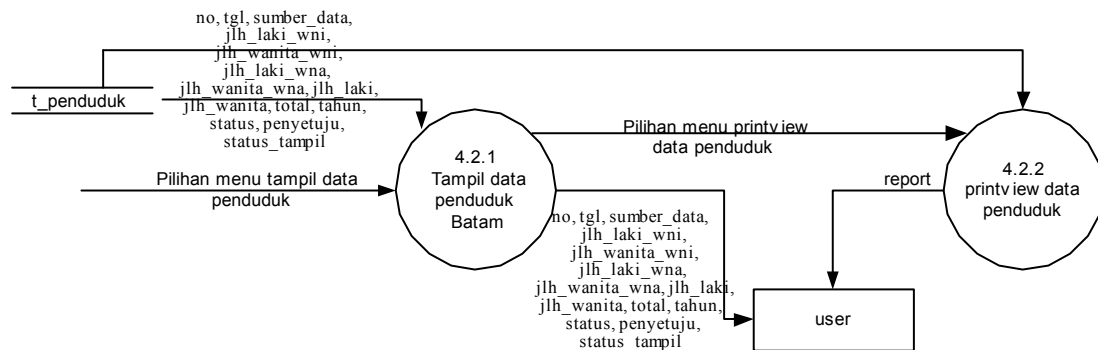 no, tgl, sumber_data,
jlh_laki_wni,
jlh_wanita_wni,
jlh_laki_wna,
jlh_wanita_wna, jlh_laki,
jlh_wanita, total, tahun,
status, penyetuju,
status_tampil
t_penduduk
Pilihan menu tampil data
penduduk
4.2.1
Tampil data
penduduk
Batam
Pilihan menu printview
data penduduk
4.2.2
printview data
penduduk
report
no, tgl, sumber_data,
jlh_laki_wni,
jlh_wanita_wni,
jlh_laki_wna,
jlh_wanita_wna, jlh_laki,
jlh_wanita, total, tahun,
status, penyetuju,
status_tampil
user